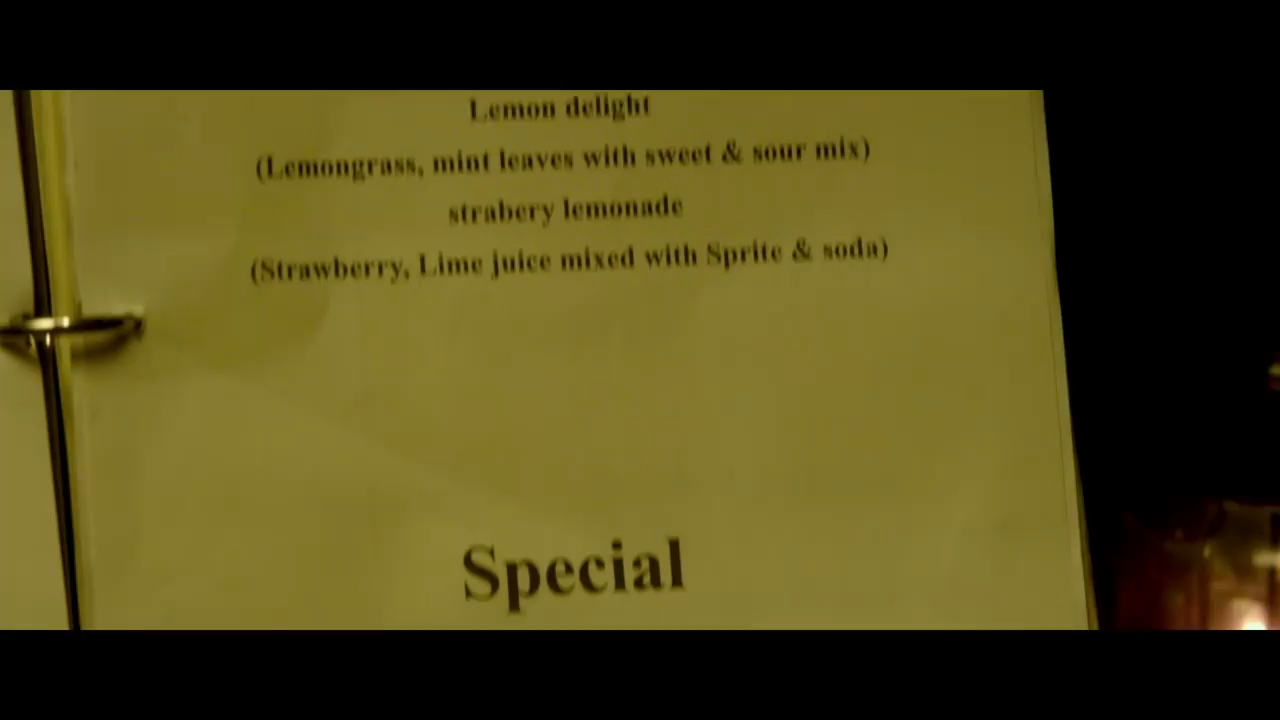 Lemon delight
(Lemongrass, mint leaves with sweet & sour mix)
strabery lemonade
(Strawberry, Lime juice mixed with Sprite & soda)
Special